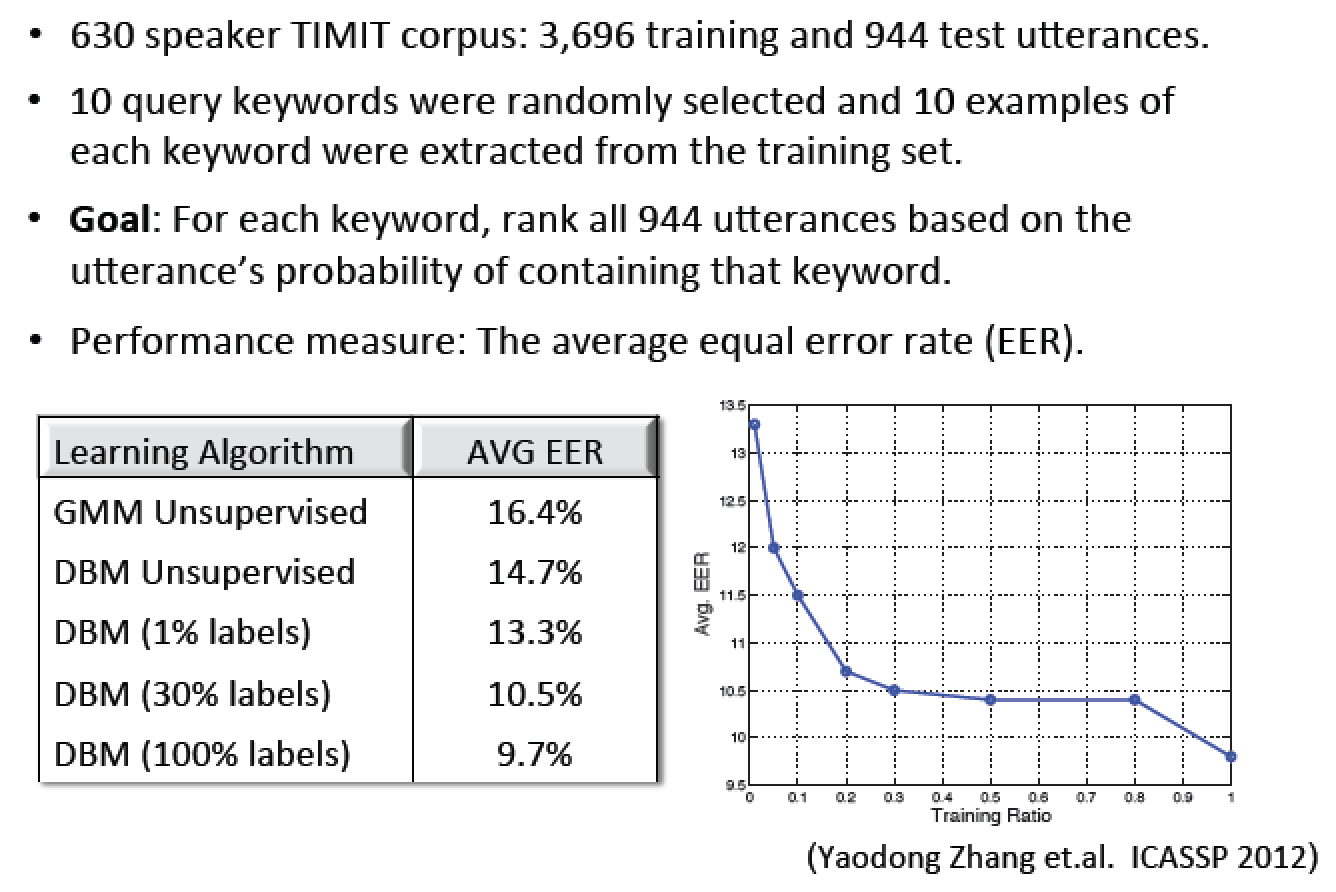 • 630 speaker TIMIT corpus: 3,696 training and 944 test utterances.
• 10 query keywords were randomly selected and 10 examples of
each keyword were extracted from the training set.
• Goal: For each keyword, rank all 944 utterances based on the
utterance's probability of containing that keyword.
• Performance measure: The average equal error rate (EER).
Learning Algorithm AVG EER
GMM Unsupervised 16.4%
DBM Unsupervised 14.7%
DBM (1% labels) 13.3%
DBM (30% labels) 10.5%
DBM (100% labels) 9.7%
13.5
13
12.5
12
11.5
11
10.5
10
9.5
Avg. EER
0 0.1 0.2 0.3 0.4 0.5 0.6 0.7 0.8 0.9 1
Training Ratio
(Yaodong Zhang et.al. ICASSP 2012)